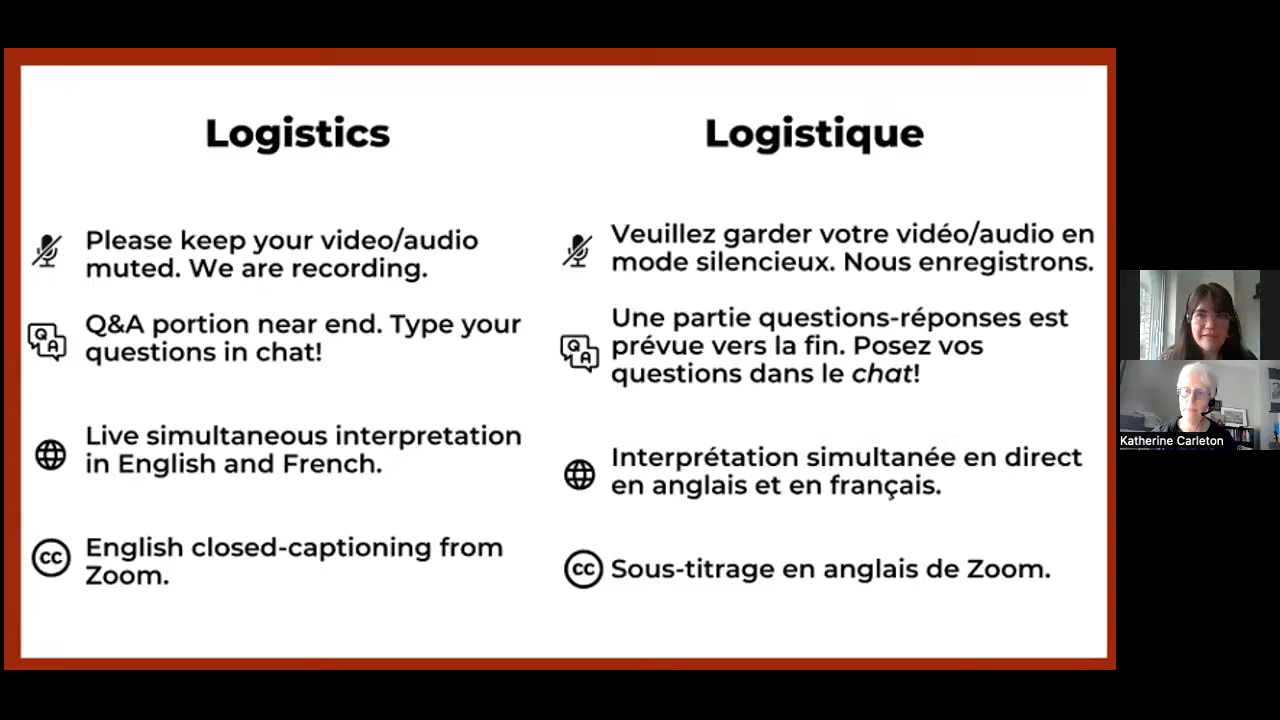 Logistics
Please keep your video/audio
muted. We are recording.
Q&A portion near end. Type your
questions in chat!
Live simultaneous interpretation
in English and French.
CC English closed-captioning from
Zoom.
Logistique
Veuillez garder votre vidéo/audio en
mode silencieux. Nous enregistrons.
Une partie questions-réponses est
prévue vers la fin. Posez vos
questions dans le chat!
Interprétation simultanée en direct
en anglais et en français.
CC Sous-titrage en anglais de Zoom.
Katherine Carleton